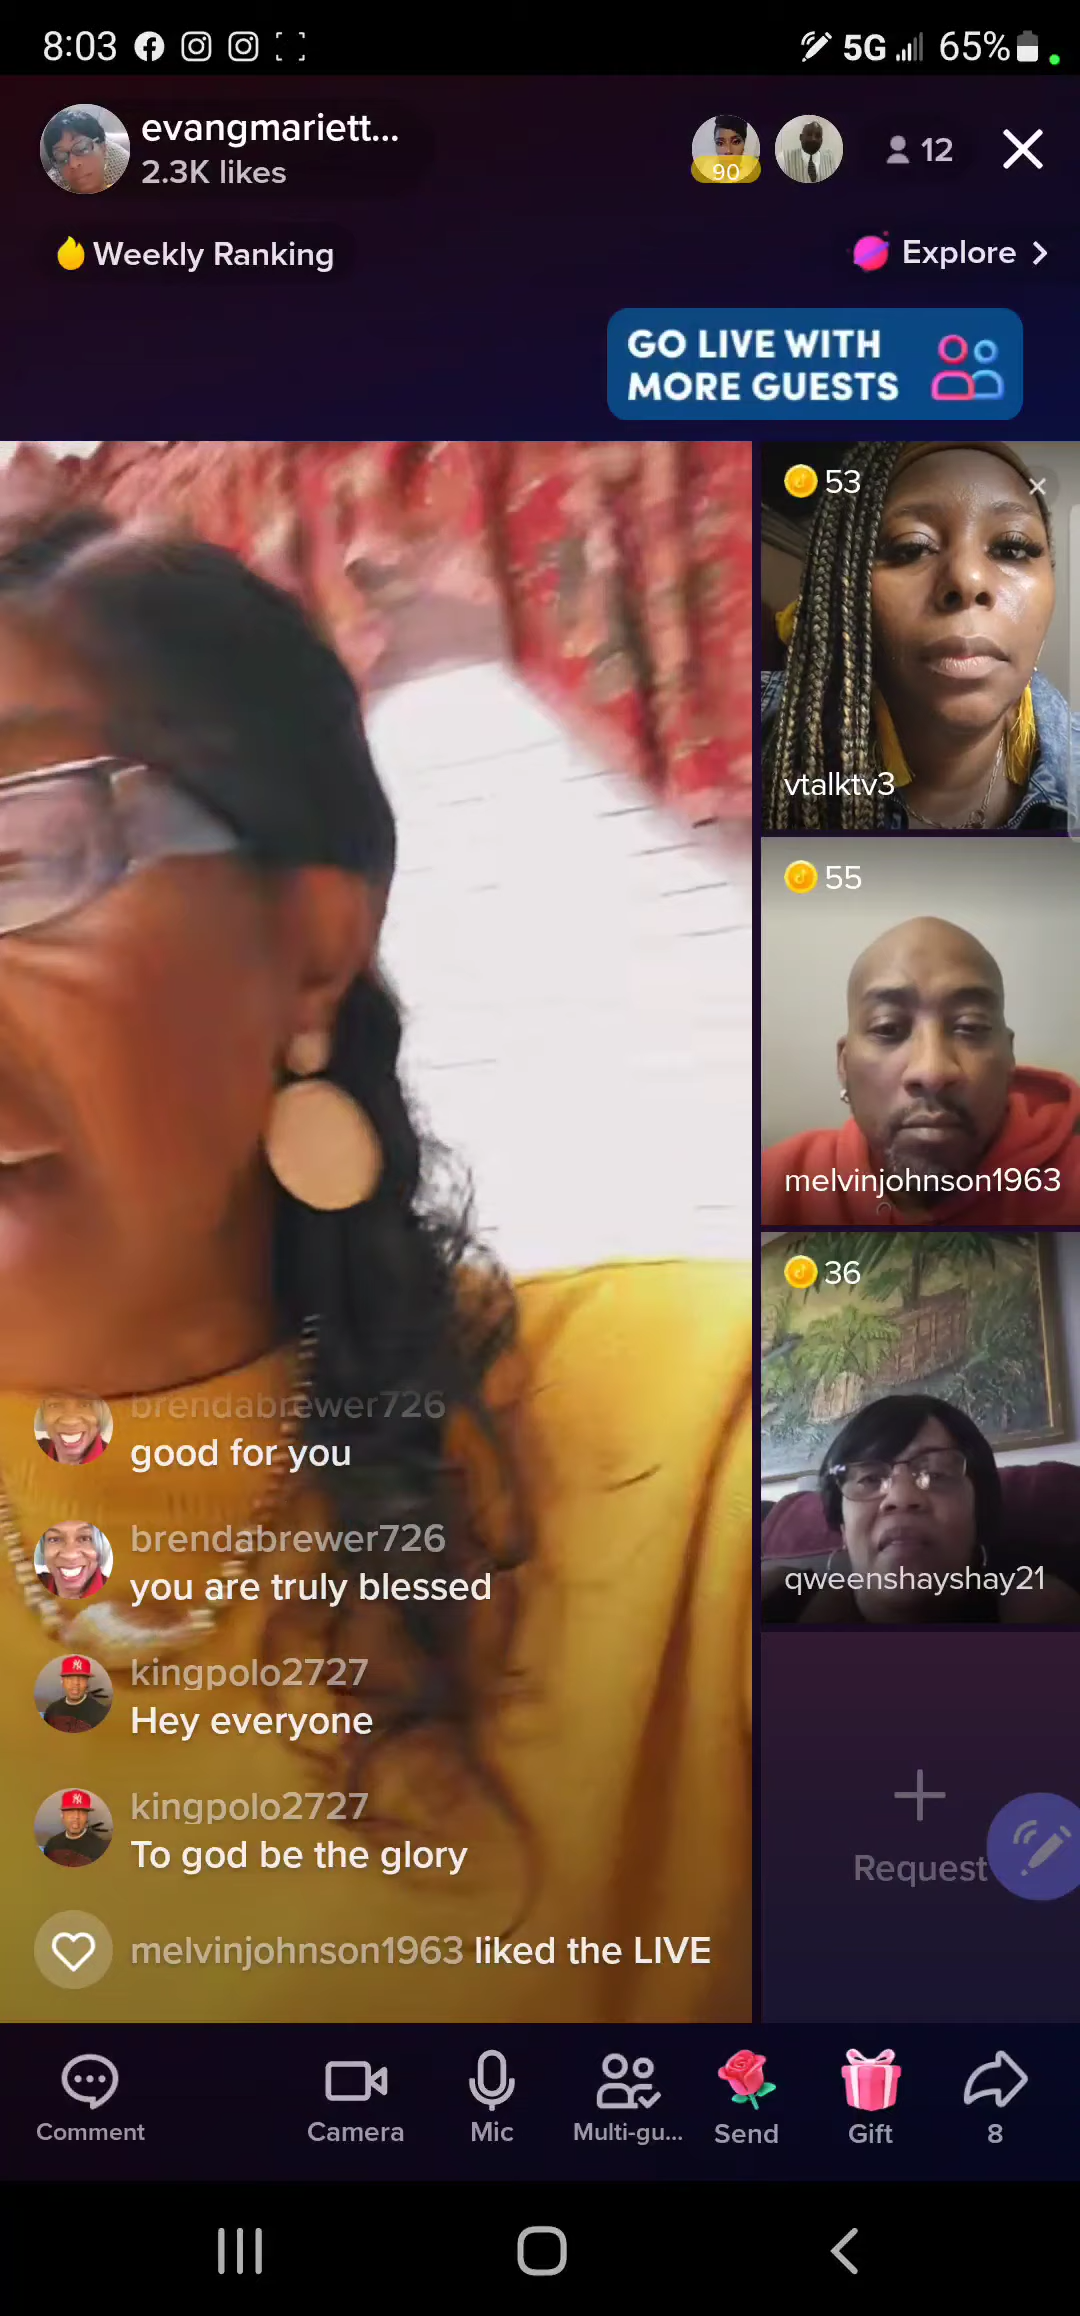 8:03
5G 65%
evangmariett...
2.3K likes
90
12
Weekly Ranking
Explore
GO LIVE WITH
MORE GUESTS
53
vtalktv3
55
melvinjohnson1963
36
qweenshayshay21
Request
brendabrewer726
good for you
brendabrewer726
you are truly blessed
kingpolo2727
Hey everyone
kingpolo2727
To god be the glory
melvinjohnson1963 liked the LIVE
Comment
Camera
Mic
Multi-gu...
Send
Gift
8